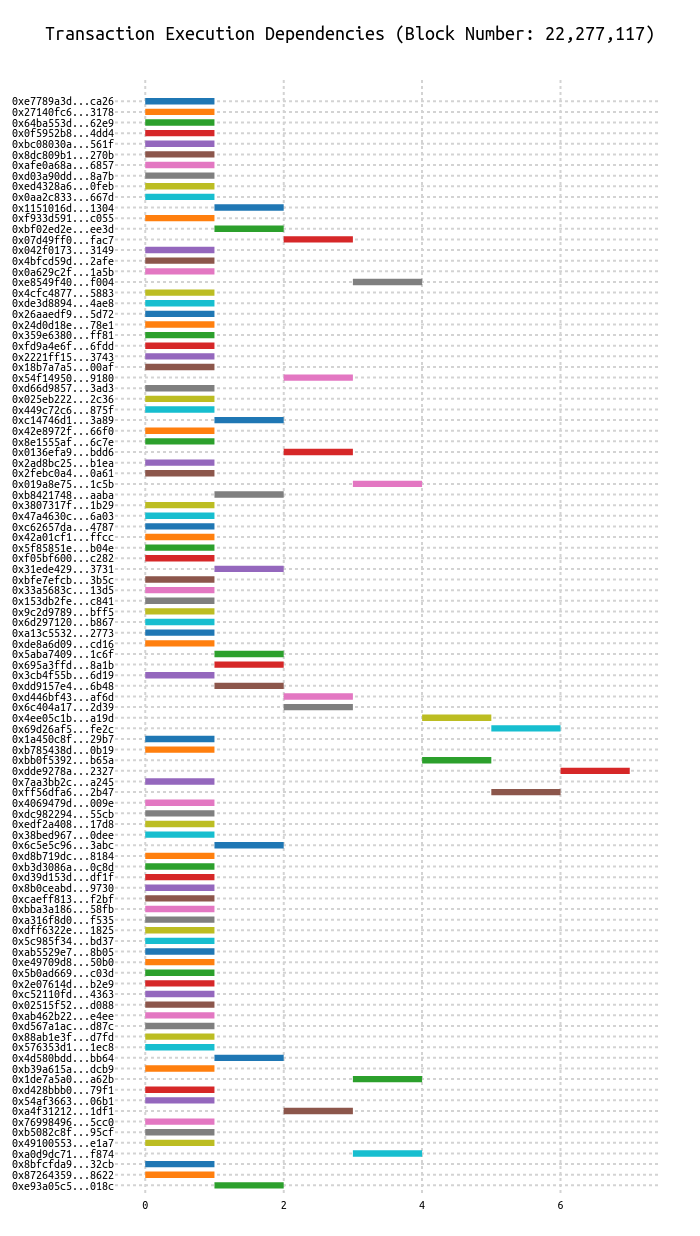 Transaction Execution Dependencies (Block Number: 22,277,117)
0xe7789a3d...ca26
0x27140fc6...3178
0x64ba553d...62e9
0x0f5952b8...4dd4
0xbc08030a...561f
0x8dc809b1...270b
0xafe0a68a...6857
0xd03a90dd...8a7b
0xed4328a6...0feb
0x0aa2c833...667d
0x1151016d...1304
0xf933d591...c055
0xbf02ed2e...ee3d
0x07d49ff0...fac7
0x042f0173...3149
0x4bfcd59d...2afe
0x0a629c2f...1a5b
0xe8549f40...f004
0x4cfc4877...5883
0xde3d8894...4ae8
0x26aaedf9...5d72
0x24d0d18e...78e1
0x359e6380...ff81
0xfd9a4e6f...6fdd
0x2221ff15...3743
0x18b7a7a5...00af
0x54f14950...9180
0xd66d9857...3ad3
0x025eb222...2c36
0x449c72c6...875f
0xc14746d1...3a89
0x42e8972f...66f0
0x8e1555af...6c7e
0x0136efa9...bdd6
0x2ad8bc25...b1ea
0x2febc0a4...0a61
0x019a8e75...1c5b
0xb8421748...aaba
0x3807317f...1b29
0x47a4630c...6a03
0xc62657da...4787
0x42a01cf1...ffcc
0x5f85851e...b04e
0xf05bf600...c282
0x31ede429...3731
0xbfe7efcb...3b5c
0x33a5683c...13d5
0x153db2fe...c841
0x9c2d9789...bff5
0x6d297120...b867
0xa13c5532...2773
0xde8a6d09...cd16
0x5aba7409...1c6f
0x695a3ffd...8a1b
0x3cb4f55b...6d19
0xdd9157e4...6b48
0xd446bf43...af6d
0x6c404a17...2d39
0x4ee05c1b...a19d
0x69d26af5...fe2c
0x1a450c8f...29b7
0xb785438d...0b19
0xbb0f5392...b65a
0xdde9278a...2327
0x7aa3bb2c...a245
0xff56dfa6...2b47
0x4069479d...009e
0xdc982294...55cb
0xedf2a408...17d8
0x38bed967...0dee
0x6c5e5c96...3abc
0xd8b719dc...8184
0xb3d3086a...0c8d
0xd39d153d...df1f
0x8b0ceabd...9730
0xcaeff813...f2bf
0xbba3a186...58fb
0xa316f8d0...f535
0xdff6322e...1825
0x5c985f34...bd37
0xab5529e7...8b05
0xe49709d8...50b0
0x5b0ad669...c03d
0x2e07614d...b2e9
0xc52110fd...4363
0x02515f52...d088
0xab462b22...e4ee
0xd567a1ac...d87c
0x88ab1e3f...d7fd
0x576353d1...1ec8
0x4d580bdd...bb64
0xb39a615a...dcb9
0x1de7a5a0...a62b
0xd428bbb0...79f1
0x54af3663...06b1
0xa4f31212...1df1
0x76998496...5cc0
0xb5082c8f...95cf
0x49100553...e1a7
0xa0d9dc71...f874
0x8bfcfda9...32cb
0x87264359...8622
0xe93a05c5...018c
0 2 4 6